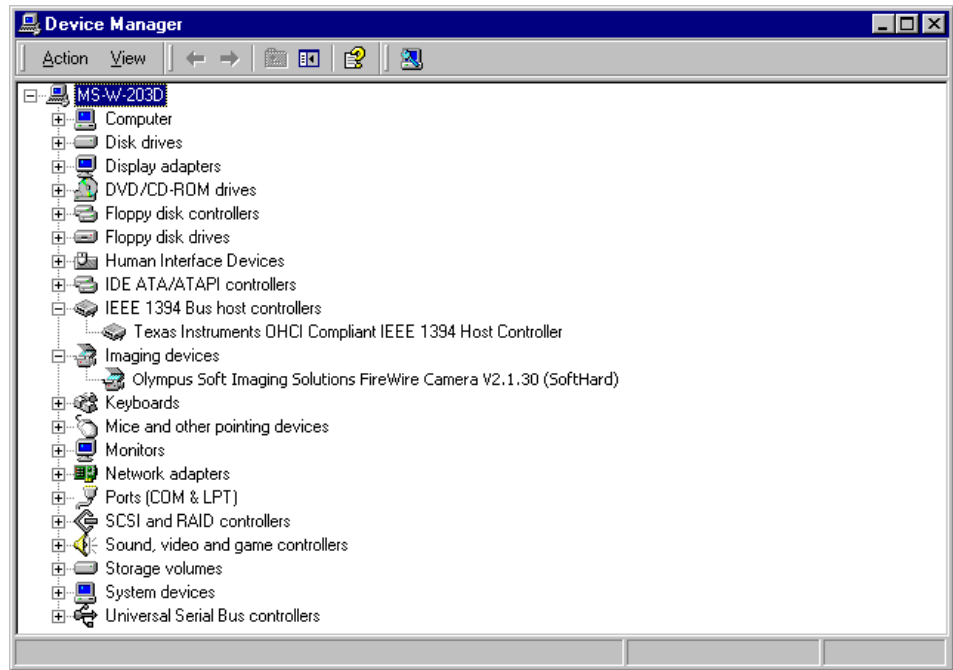 Device Manager
Action View
MS-W-203D
Computer
Disk drives
Display adapters
DVD/CD-ROM drives
Floppy disk controllers
Floppy disk drives
Human Interface Devices
IDE ATA/ATAPI controllers
IEEE 1394 Bus host controllers
Texas Instruments OHCI Compliant IEEE 1394 Host Controller
Imaging devices
Olympus Soft Imaging Solutions FireWire Camera V2.1.30 (SoftHard)
Keyboards
Mice and other pointing devices
Monitors
Network adapters
Ports (COM & LPT)
SCSI and RAID controllers
Sound, video and game controllers
Storage volumes
System devices
Universal Serial Bus controllers